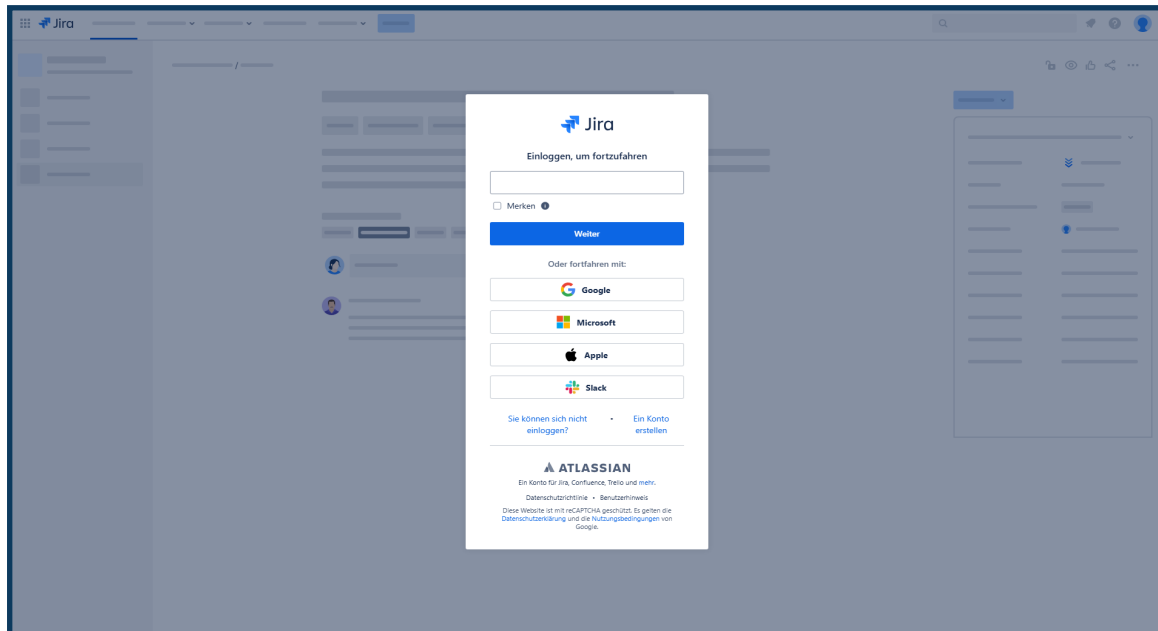 Jira
Jira
Einloggen, um fortzufahren
Merken
Weiter
Oder fortfahren mit:
Google
Microsoft
Apple
Slack
Sie können sich nicht einloggen? • Ein Konto erstellen
ATLASSIAN
Ein Konto für Jira, Confluence, Trello und mehr.
Datenschutzrichtlinie • Benutzerhinweis
Diese Website ist mit reCAPTCHA geschützt. Es gelten die
Datenschutzerklärung und die Nutzungsbedingungen von
Google.